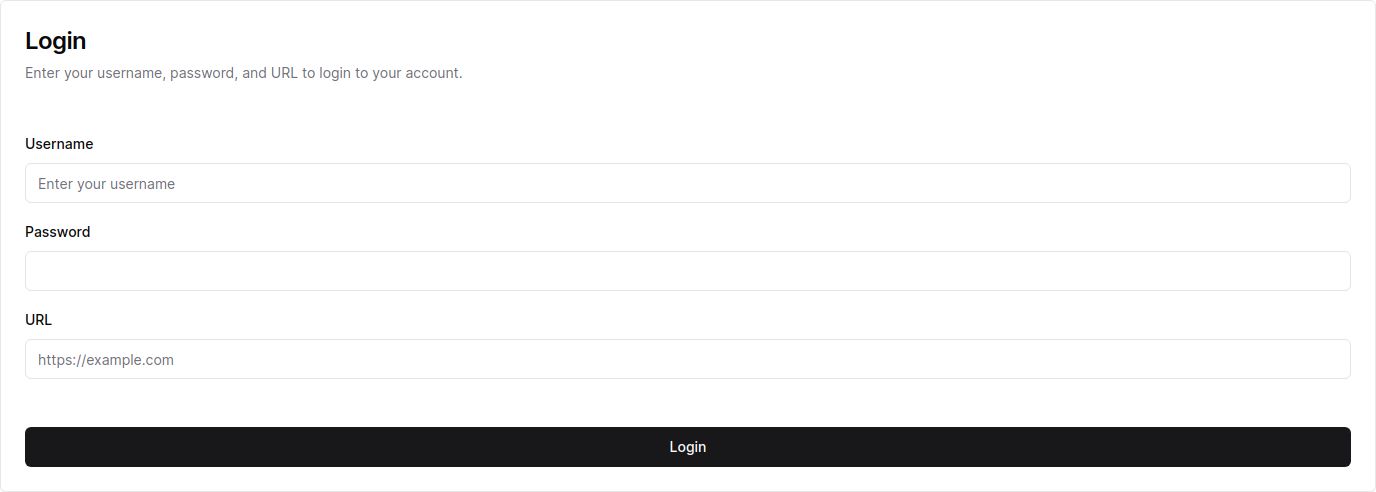 Login
Enter your username, password, and URL to login to your account.
Username
Enter your username
Password
URL
https://example.com
Login